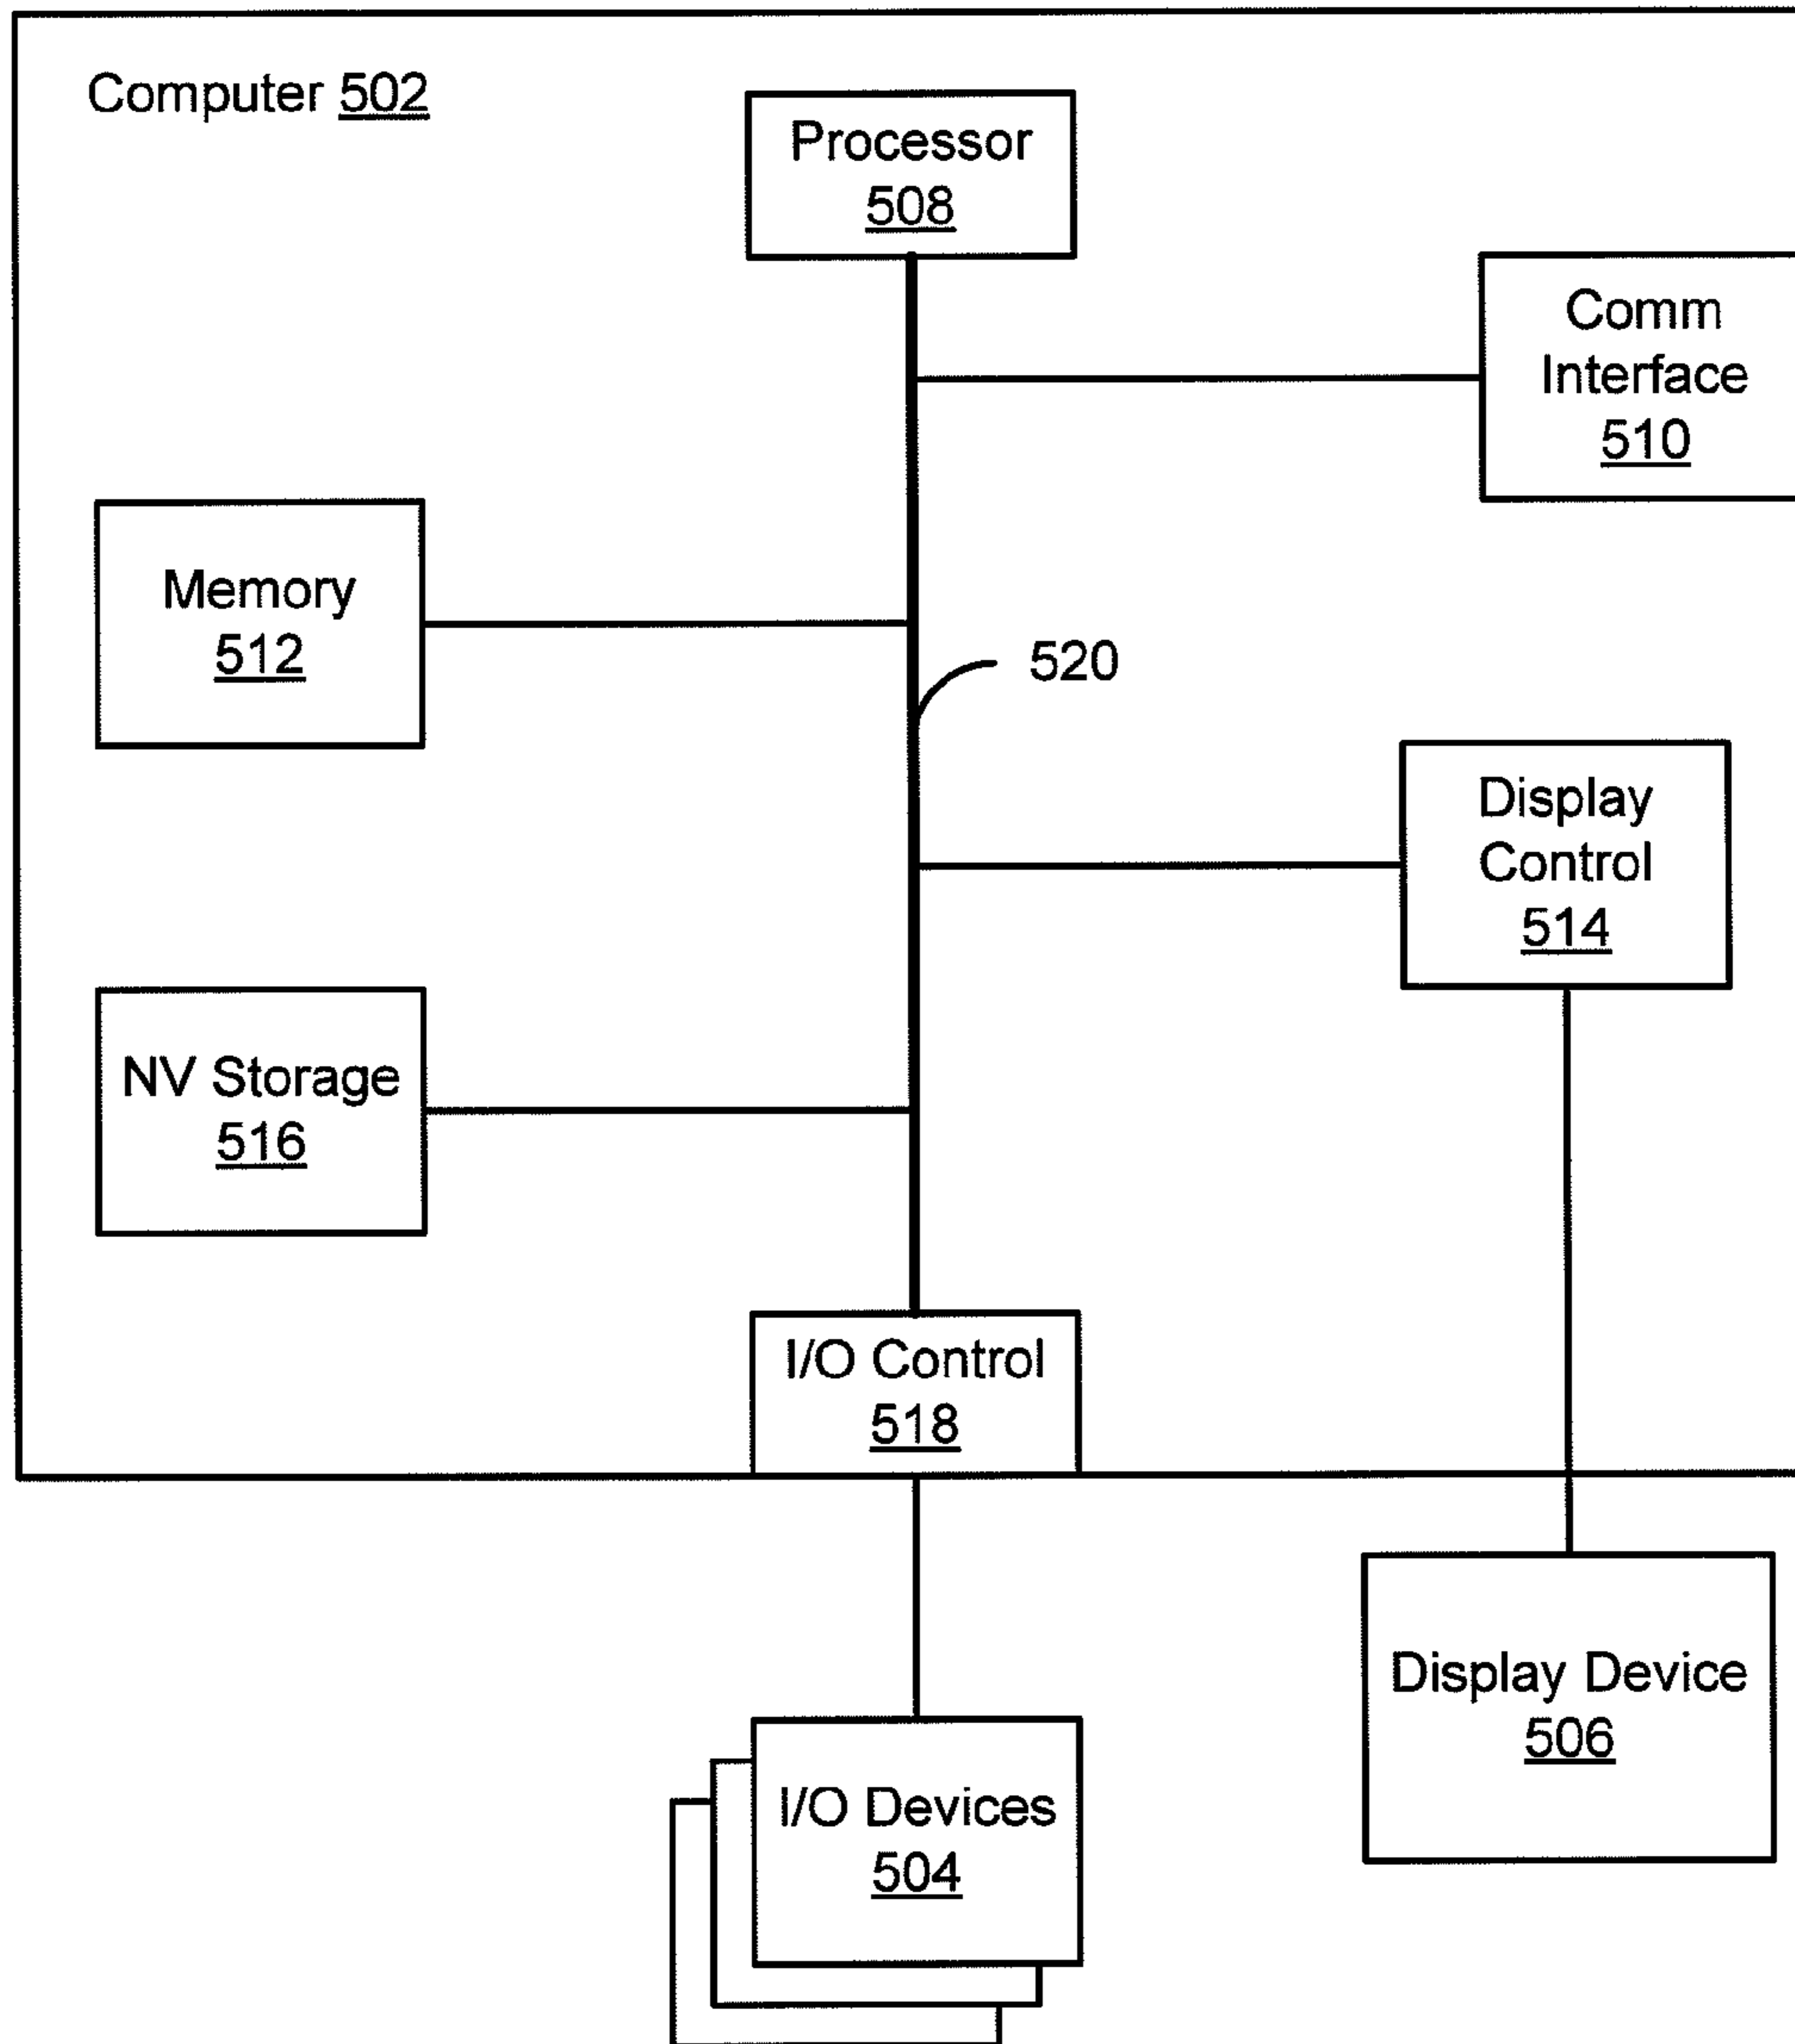 Computer 502
Processor
508
Comm
Interface
510
Memory
512
520
Display
Control
514
NV Storage
516
I/O Control
518
Display Device
506
I/O Devices
504